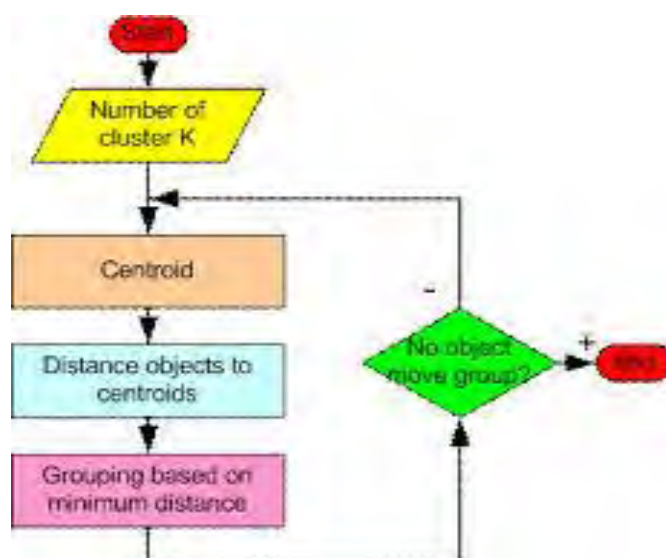 Start
Number of
cluster K
Centroid
-
No object
move group?
+
Distance objects to
centroids
Grouping based on
minimum distance